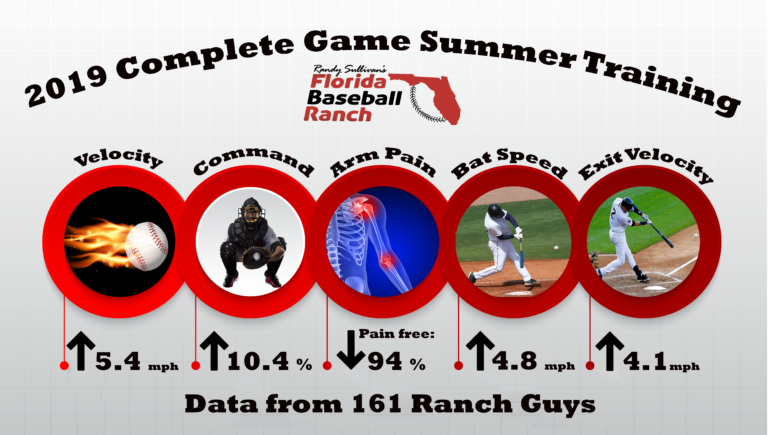 2019 Complete Game Summer Training
Randy Sullivan's
Florida
Baseball
Ranch
Velocity
Command
Arm Pain
Bat Speed
Exit Velocity
5.4 mph
10.4 %
Pain free:
94 %
4.8 mph
4.1 mph
Data from 161 Ranch Guys